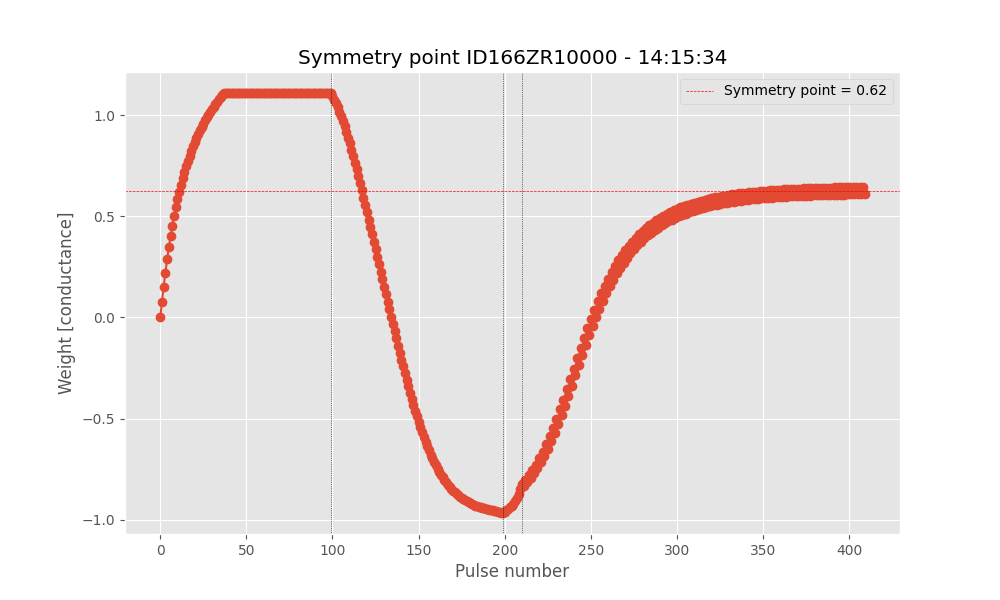 Symmetry point ID166ZR10000 - 14:15:34
Symmetry point = 0.62
Weight [conductance]
1.0
0.5
0.0
−0.5
−1.0
0 50 100 150 200 250 300 350 400
Pulse number